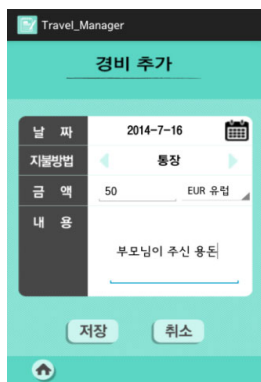 Travel_Manager
경비 추가
날 짜 2014-7-16
지불방법 통장
금 액 50 EUR 유럽
내 용
부모님이 주신 용돈
저장 취소